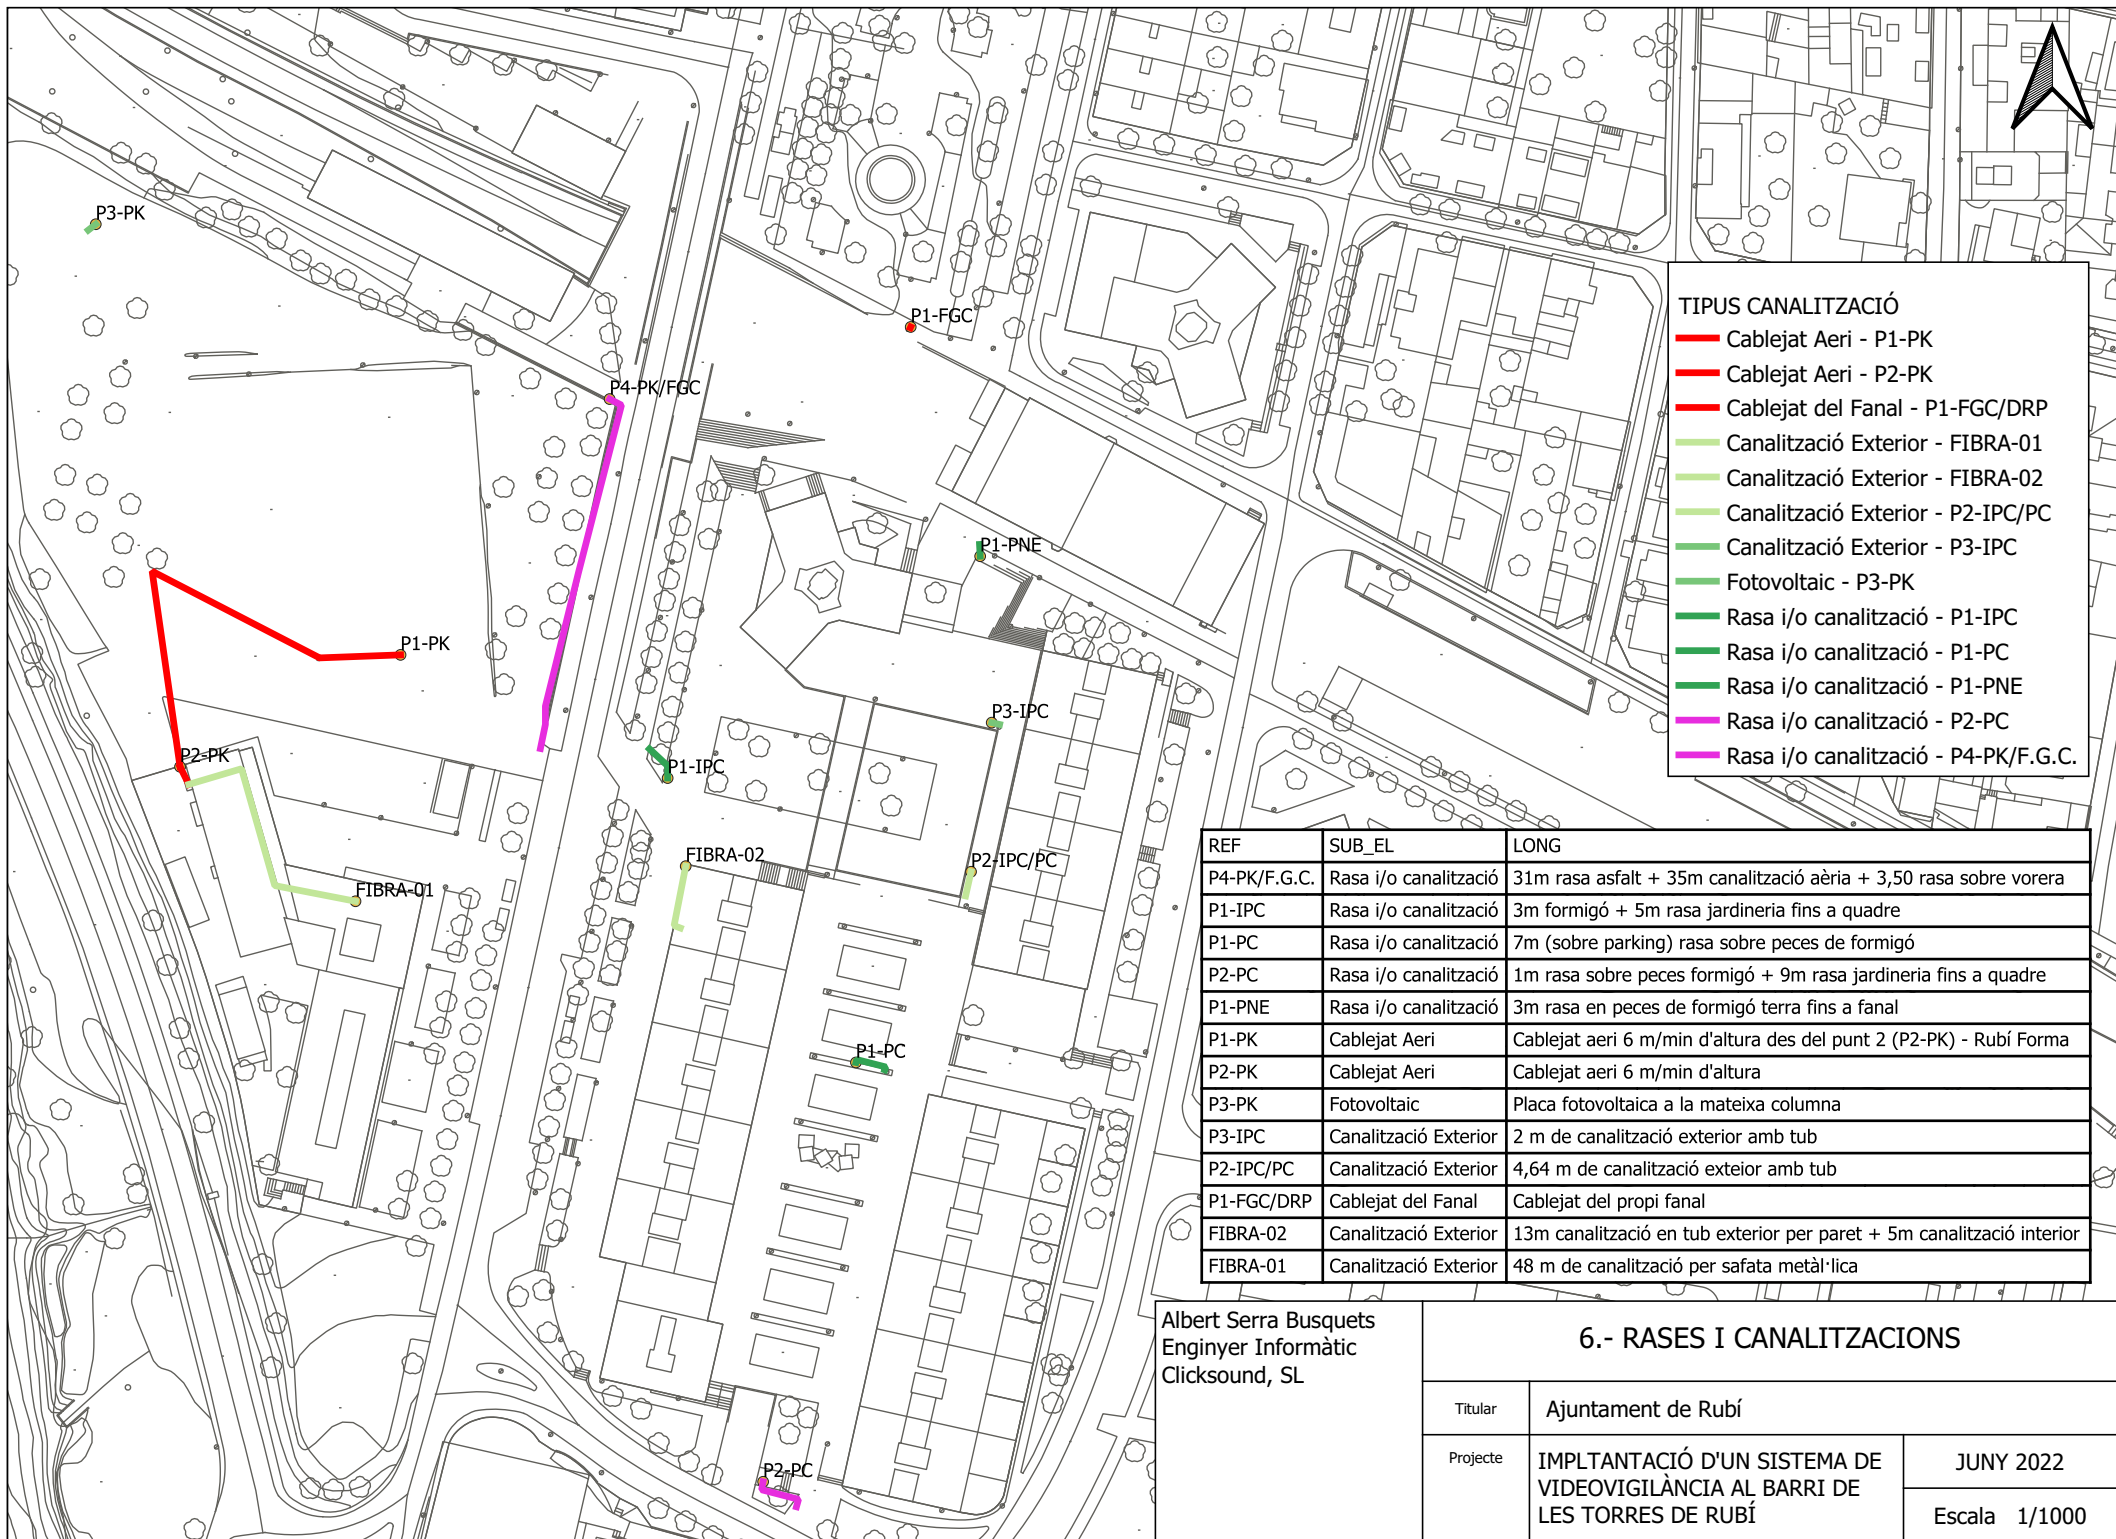 P3-PK
P1-FGC
P4-PK/FGC
P1-PNE
P1-PK
P3-IPC
P2-PK
P1-IPC
FIBRA-02
P2-IPC/PC
FIBRA-01
P1-PC
P2-PC
TIPUS CANALITZACIÓ
Cablejat Aeri - P1-PK
Cablejat Aeri - P2-PK
Cablejat del Fanal - P1-FGC/DRP
Canalització Exterior - FIBRA-01
Canalització Exterior - FIBRA-02
Canalització Exterior - P2-IPC/PC
Canalització Exterior - P3-IPC
Fotovoltaic - P3-PK
Rasa i/o canalització - P1-IPC
Rasa i/o canalització - P1-PC
Rasa i/o canalització - P1-PNE
Rasa i/o canalització - P2-PC
Rasa i/o canalització - P4-PK/F.G.C.
REF SUB_EL LONG
P4-PK/F.G.C. Rasa i/o canalització 31m rasa asfalt + 35m canalització aèria + 3,50 rasa sobre vorera
P1-IPC Rasa i/o canalització 3m formigó + 5m rasa jardineria fins a quadre
P1-PC Rasa i/o canalització 7m (sobre parking) rasa sobre peces de formigó
P2-PC Rasa i/o canalització 1m rasa sobre peces formigó + 9m rasa jardineria fins a quadre
P1-PNE Rasa i/o canalització 3m rasa en peces de formigó terra fins a fanal
P1-PK Cablejat Aeri Cablejat aeri 6 m/min d'altura des del punt 2 (P2-PK) - Rubí Forma
P2-PK Cablejat Aeri Cablejat aeri 6 m/min d'altura
P3-PK Fotovoltaic Placa fotovoltaica a la mateixa columna
P3-IPC Canalització Exterior 2 m de canalització exterior amb tub
P2-IPC/PC Canalització Exterior 4,64 m de canalització exteior amb tub
P1-FGC/DRP Cablejat del Fanal Cablejat del propi fanal
FIBRA-02 Canalització Exterior 13m canalització en tub exterior per paret + 5m canalització interior
FIBRA-01 Canalització Exterior 48 m de canalització per safata metàl·lica
Albert Serra Busquets
Enginyer Informàtic
Clicksound, SL
6.- RASES I CANALITZACIONS
Titular Ajuntament de Rubí
Projecte IMPLTANTACIÓ D'UN SISTEMA DE
VIDEOVIGILÀNCIA AL BARRI DE
LES TORRES DE RUBÍ
JUNY 2022
Escala 1/1000